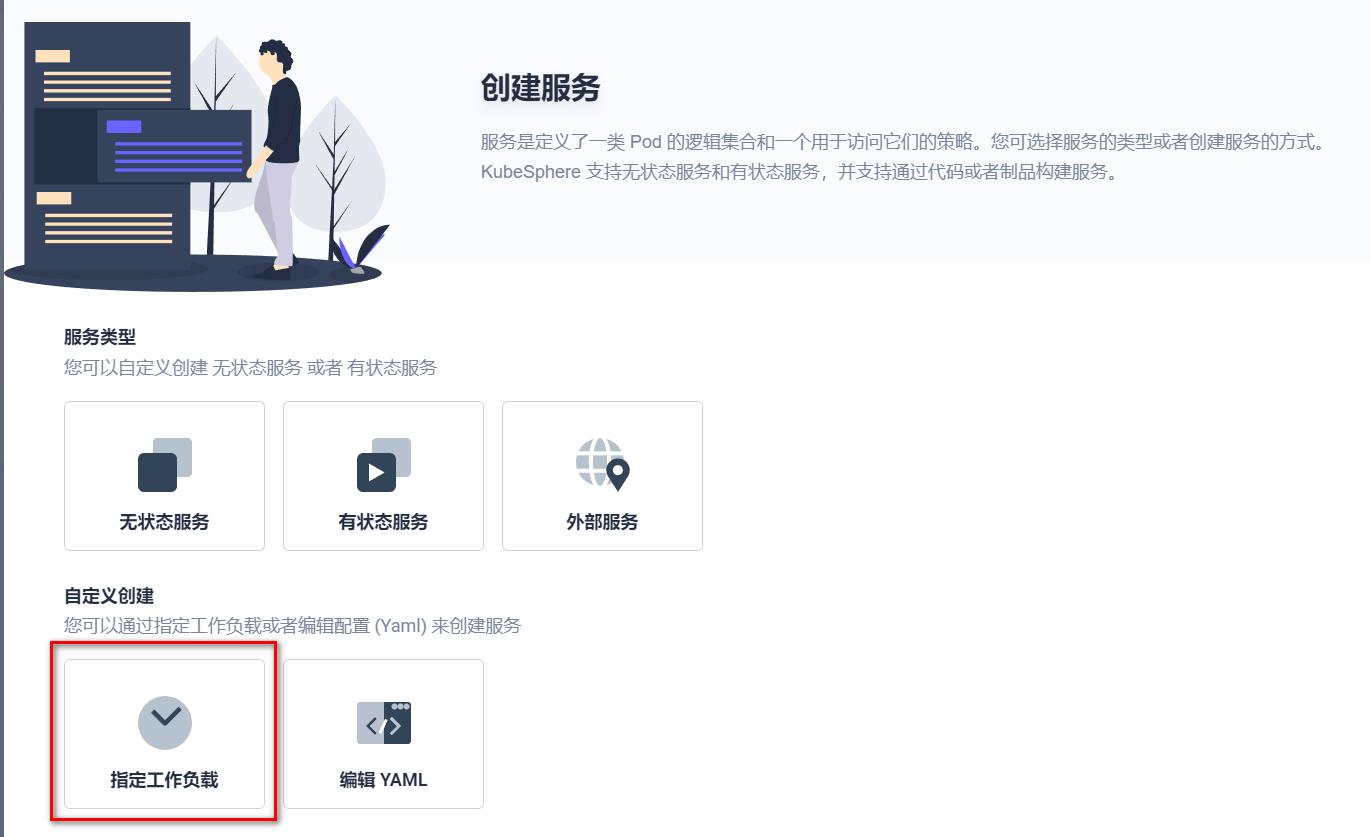 创建服务
服务是定义了一类 Pod 的逻辑集合和一个用于访问它们的策略。您可选择服务的类型或者创建服务的方式。
KubeSphere 支持无状态服务和有状态服务，并支持通过代码或者制品构建服务。
服务类型
您可以自定义创建 无状态服务 或者 有状态服务
无状态服务
有状态服务
外部服务
自定义创建
您可以通过指定工作负载或者编辑配置 (Yaml) 来创建服务
指定工作负载
编辑 YAML